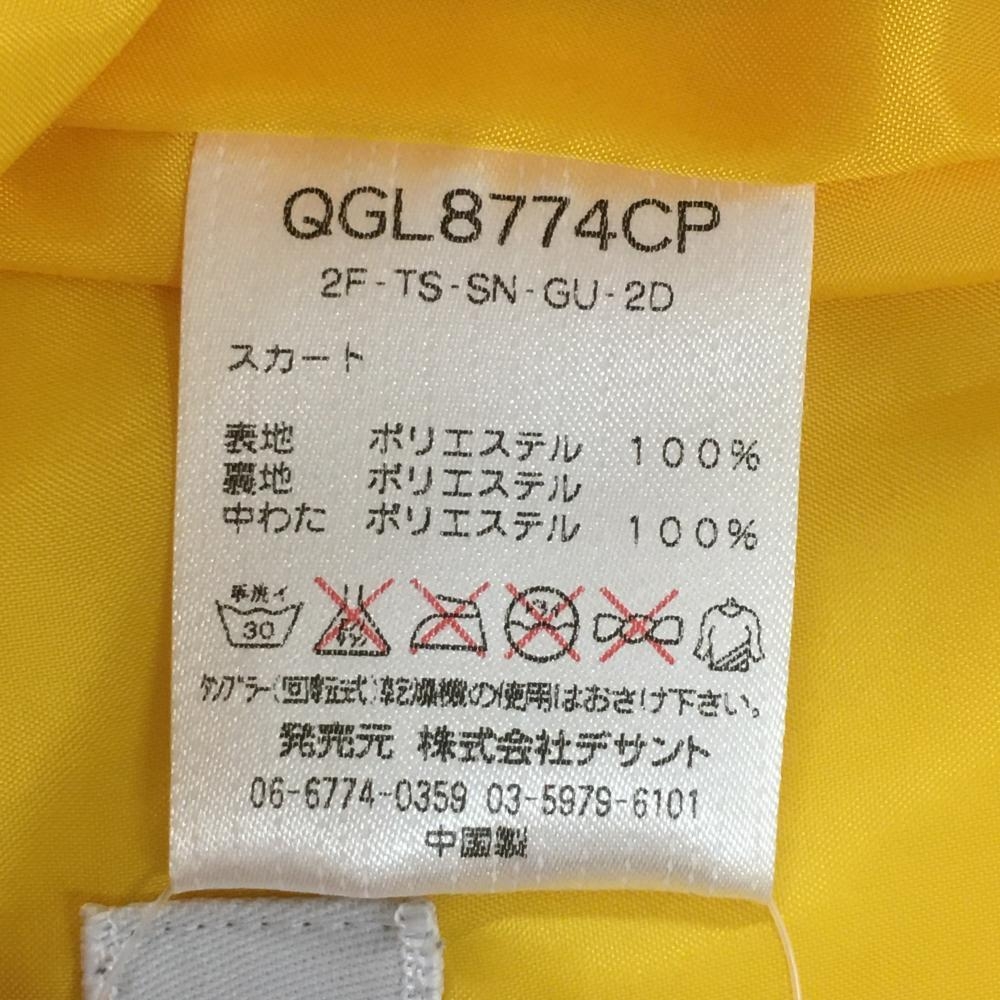 QGL8774CP
2F-TS-SN-GU-2D
スカート
表地 ポリエステル 100%
裏地 ポリエステル
中わた ポリエステル 100%
手洗イ
30
タンブラー(回転式)乾燥機の使用はおさけ下さい。
発売元 株式会社デサント
06-6774-0359 03-5979-6101
中国製